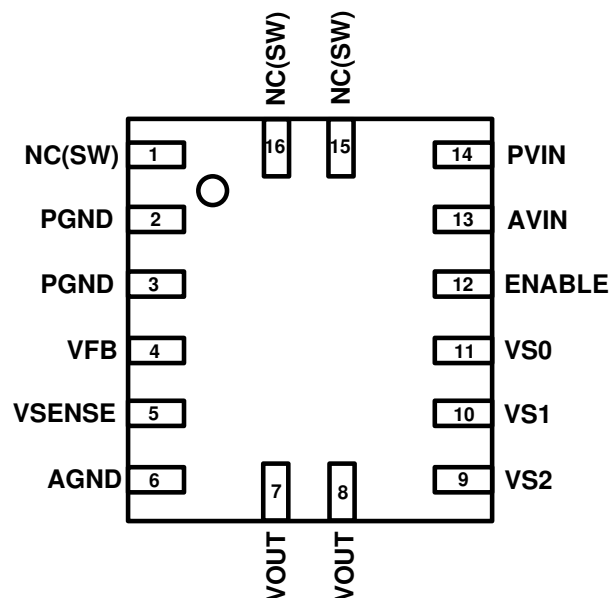 NC(SW)
NC(SW)
NC(SW)
1
16
15
14
PVIN
PGND
2
13
AVIN
PGND
3
12
ENABLE
VFB
4
11
VS0
VSENSE
5
10
VS1
AGND
6
7
8
9
VS2
VOUT
VOUT